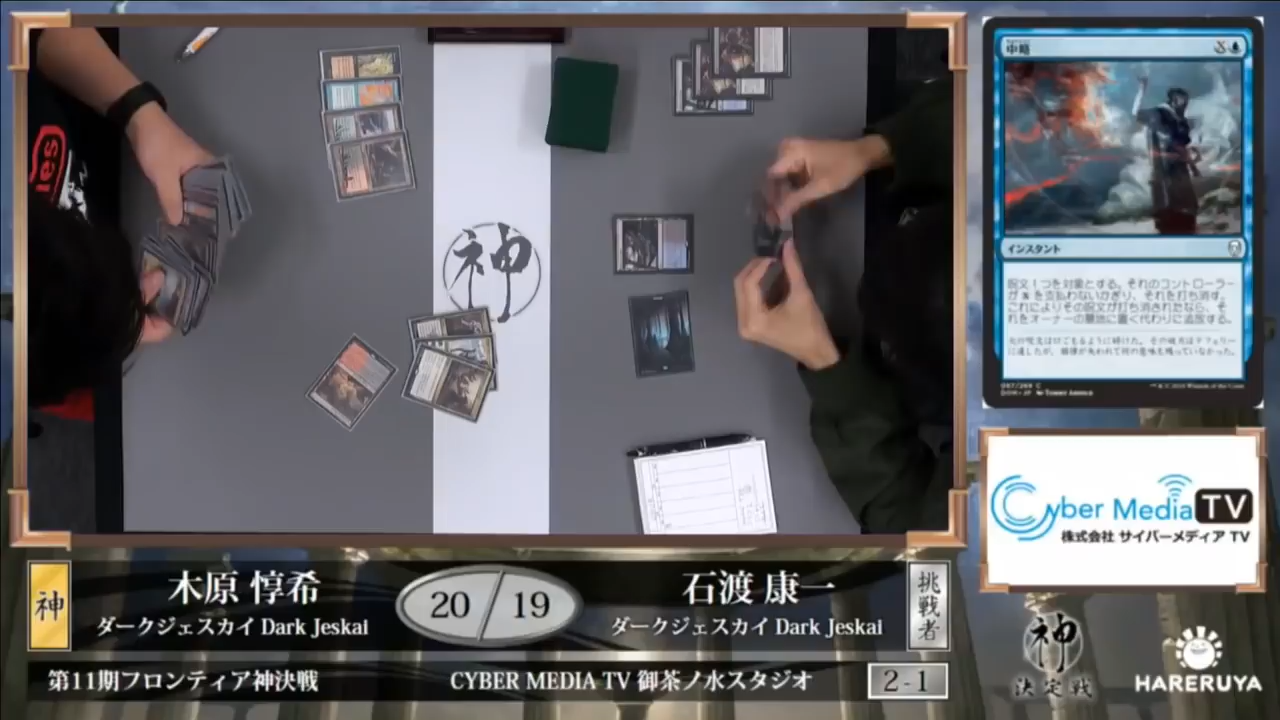 中略
インスタント
呪文1つを対象とする。それのコントローラー
が X を支払わないかぎり、それを打ち消す。
これによりその呪文が打ち消されたなら、そ
れをオーナーの墓地に置く代わりに追放する。
神
Cyber Media TV
株式会社 サイバーメディア TV
神
木原 惇希
ダークジェスカイ Dark Jeskai
20 / 19
石渡 康一
ダークジェスカイ Dark Jeskai
挑戦者
第11期フロンティア神決戦
CYBER MEDIA TV 御茶ノ水スタジオ
2-1
神
決定戦
HARERUYA